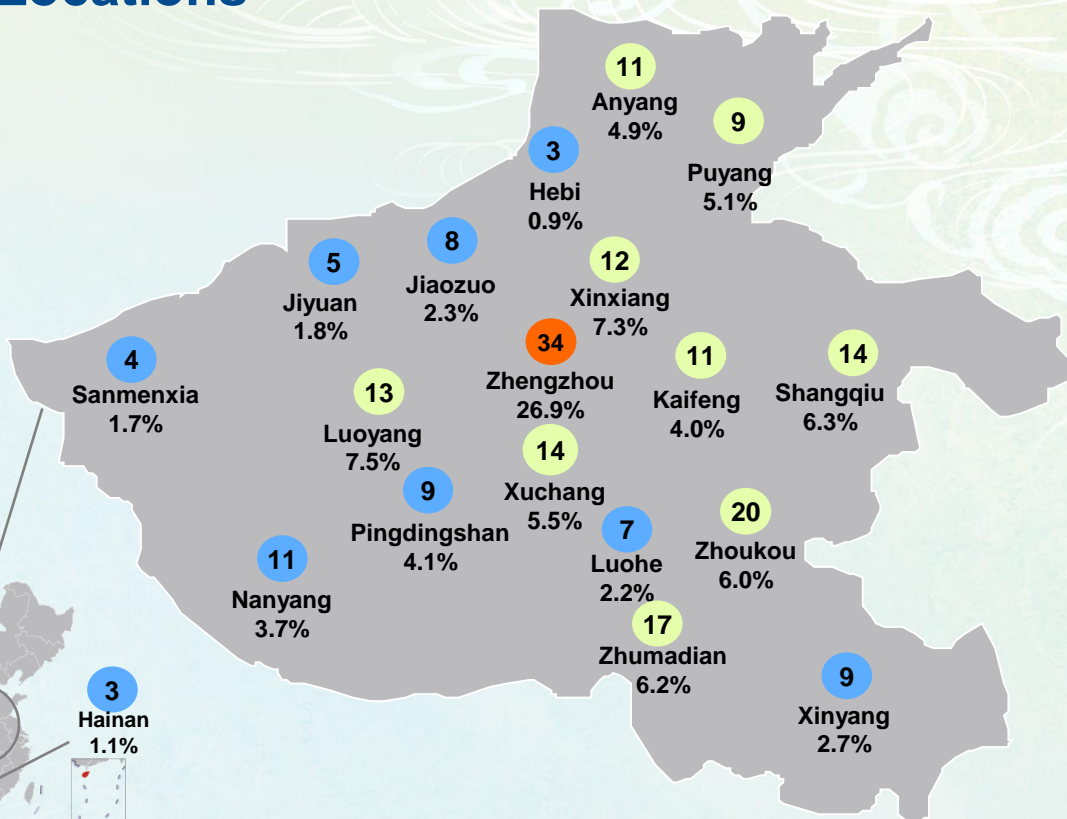 Locations
11
Anyang
4.9%
9
Puyang
5.1%
3
Hebi
0.9%
8
Jiaozuo
2.3%
5
Jiyuan
1.8%
12
Xinxiang
7.3%
4
Sanmenxia
1.7%
34
Zhengzhou
26.9%
11
Kaifeng
4.0%
14
Shangqiu
6.3%
13
Luoyang
7.5%
14
Xuchang
5.5%
9
Pingdingshan
4.1%
7
Luohe
2.2%
20
Zhoukou
6.0%
11
Nanyang
3.7%
17
Zhumadian
6.2%
9
Xinyang
2.7%
3
Hainan
1.1%